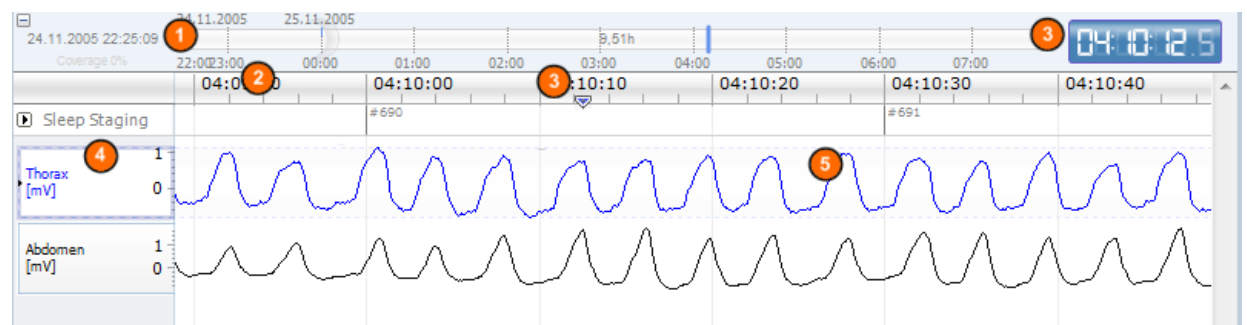 24.11.2005 25.11.2005
24.11.2005 22:25:09 1 9,51h 3 04:10:12.5
Coverage 0% 22:00 23:00 00:00 01:00 02:00 03:00 04:00 05:00 06:00 07:00
2 04:10:00 3 04:10:20 04:10:30 04:10:40
Sleep Staging #690 #691
4 1 5
Thorax
[mV] 0
Abdomen 1
[mV] 0